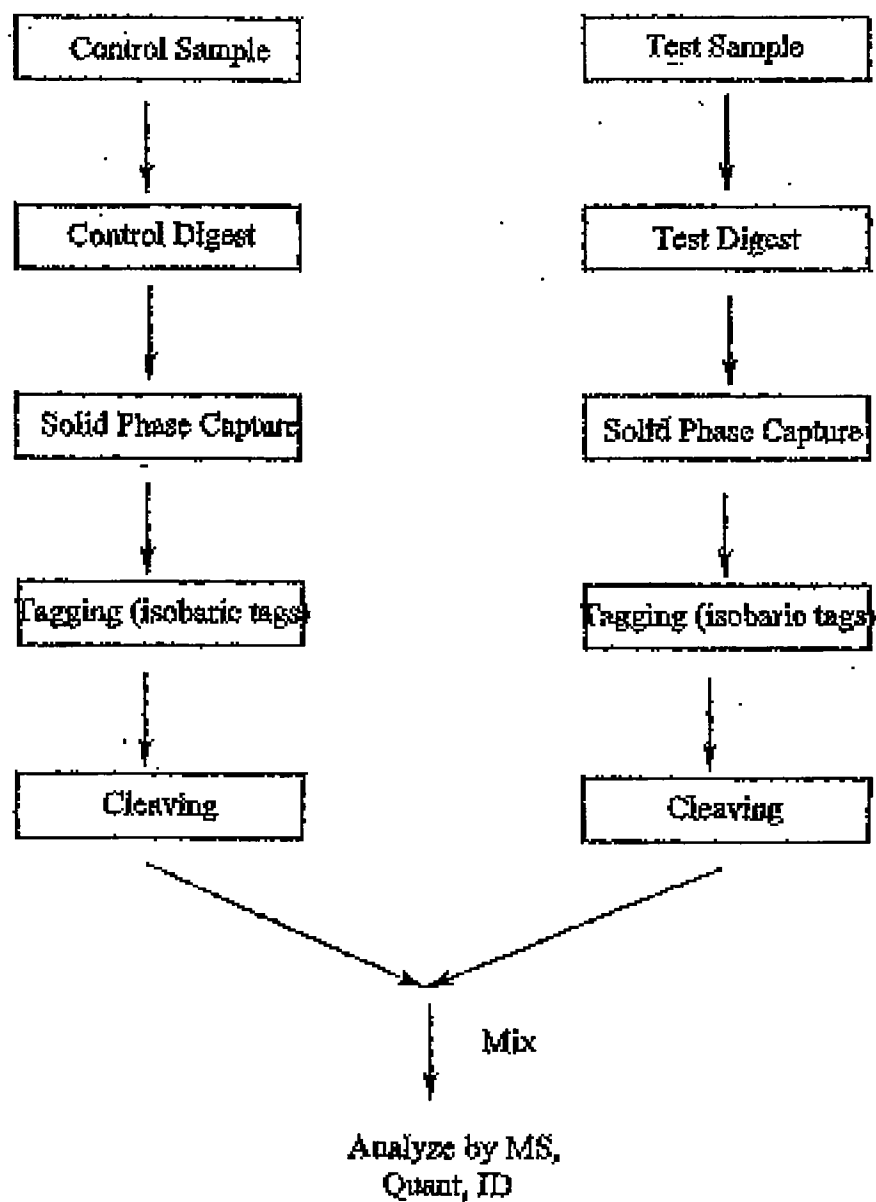 Control Sample
Test Sample
Control Digest
Test Digest
Solid Phase Capture
Solid Phase Capture
Tagging (isobaric tags)
Tagging (isobaric tags)
Cleaving
Cleaving
Mix
Analyze by MS,
Quant, ID